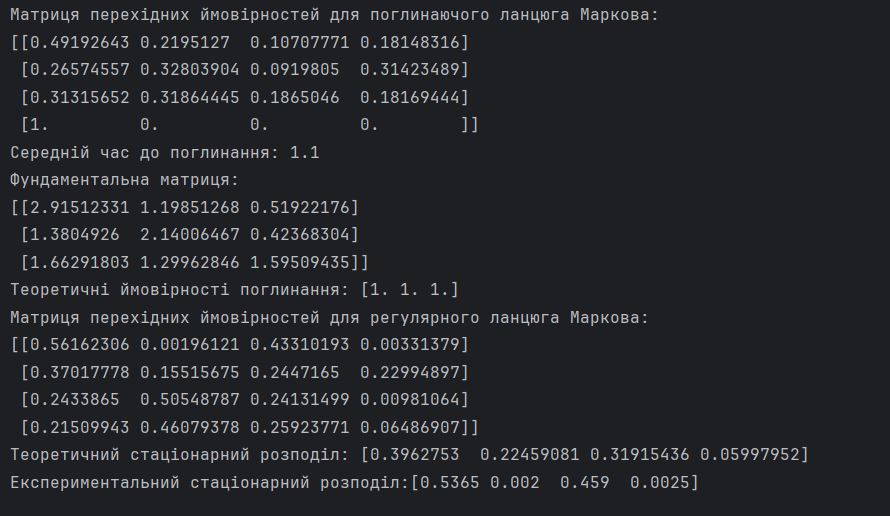 Матриця перехідних ймовірностей для поглинаючого ланцюга Маркова:
[[0.49192643 0.2195127  0.10707771 0.18148316]
 [0.26574557 0.32803904 0.0919805  0.31423489]
 [0.31315652 0.31864445 0.1865046  0.18169444]
 [1.         0.         0.         0.        ]]
Середній час до поглинання: 1.1
Фундаментальна матриця:
[[2.91512331 1.19851268 0.51922176]
 [1.3804926  2.14006467 0.42368304]
 [1.66291803 1.29962846 1.59509435]]
Теоретичні ймовірності поглинання: [1. 1. 1.]
Матриця перехідних ймовірностей для регулярного ланцюга Маркова:
[[0.56162306 0.00196121 0.43310193 0.00331379]
 [0.37017778 0.15515675 0.2447165  0.22994897]
 [0.2433865  0.50548787 0.24131499 0.00981064]
 [0.21509943 0.46079378 0.25923771 0.06486907]]
Теоретичний стаціонарний розподіл: [0.3962753  0.22459081 0.31915436 0.05997952]
Експериментальний стаціонарний розподіл:[0.5365 0.002  0.459  0.0025]